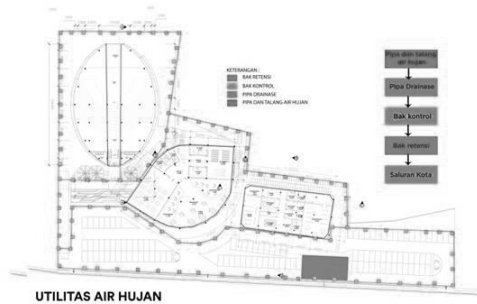 KETERANGAN :
BAK RETENSI
BAK KONTROL
PIPA DRAINASE
PIPA DAN TALANG AIR HUJAN
Pipa dan talang
air hujan
Pipa Drainase
Bak kontrol
Bak retensi
Saluran Kota
UTILITAS AIR HUJAN